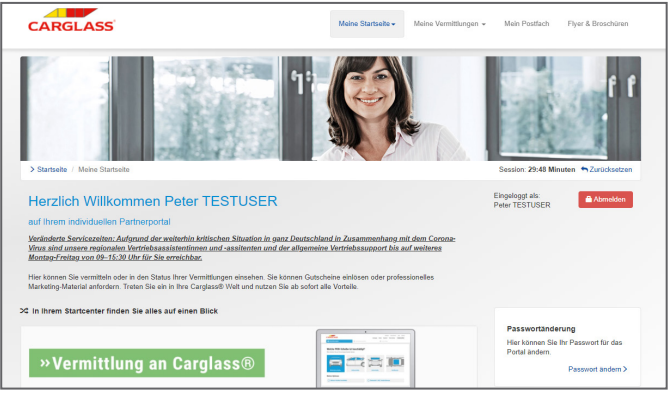 CARGLASS®
Meine Startseite Meine Vermittlungen Mein Postfach Flyer & Broschüren
> Startseite / Meine Startseite Session: 29:48 Minuten Zurücksetzen
Herzlich Willkommen Peter TESTUSER
Eingeloggt als:
Peter TESTUSER
Abmelden
auf Ihrem individuellen Partnerportal
Veränderte Servicezeiten: Aufgrund der weiterhin kritischen Situation in ganz Deutschland in Zusammenhang mit dem Corona-
Virus sind unsere regionalen Vertriebsassistentinnen und -assitenten und der allgemeine Vertriebssupport bis auf weiteres
Montag-Freitag von 09–15:30 Uhr für Sie erreichbar.
Hier können Sie vermitteln oder in den Status Ihrer Vermittlungen einsehen. Sie können Gutscheine einlösen oder professionelles
Marketing-Material anfordern. Treten Sie ein in Ihre Carglass® Welt und nutzen Sie ab sofort alle Vorteile.
In Ihrem Startcenter finden Sie alles auf einen Blick
»Vermittlung an Carglass®
Passwortänderung
Hier können Sie Ihr Passwort für das
Portal ändern.
Passwort ändern >